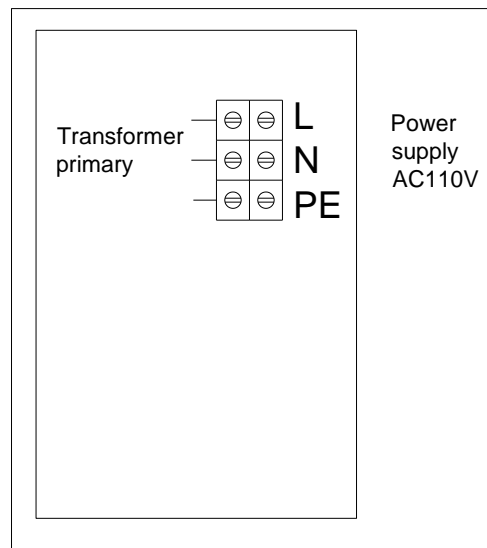 L
N
PE
Transformer
primary
Power
supply
AC110V